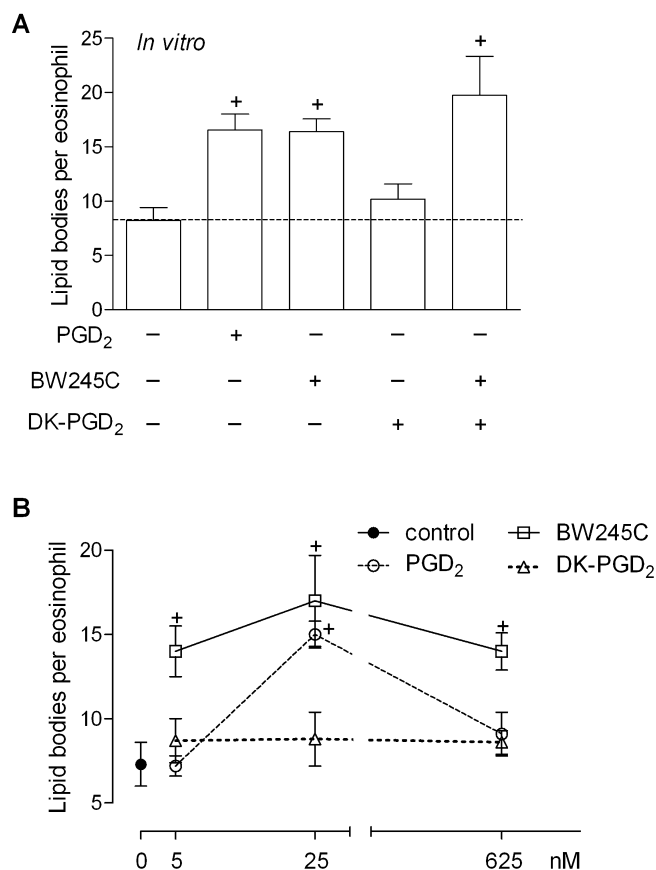 A
In vitro
Lipid bodies per eosinophil
25
20
15
10
5
0
+ + +
PGD2 – + – – –
BW245C – – + – +
DK-PGD2 – – – + +
B
control BW245C
PGD2 DK-PGD2
Lipid bodies per eosinophil
20
15
10
5
+ + + +
0 5 25 625 nM